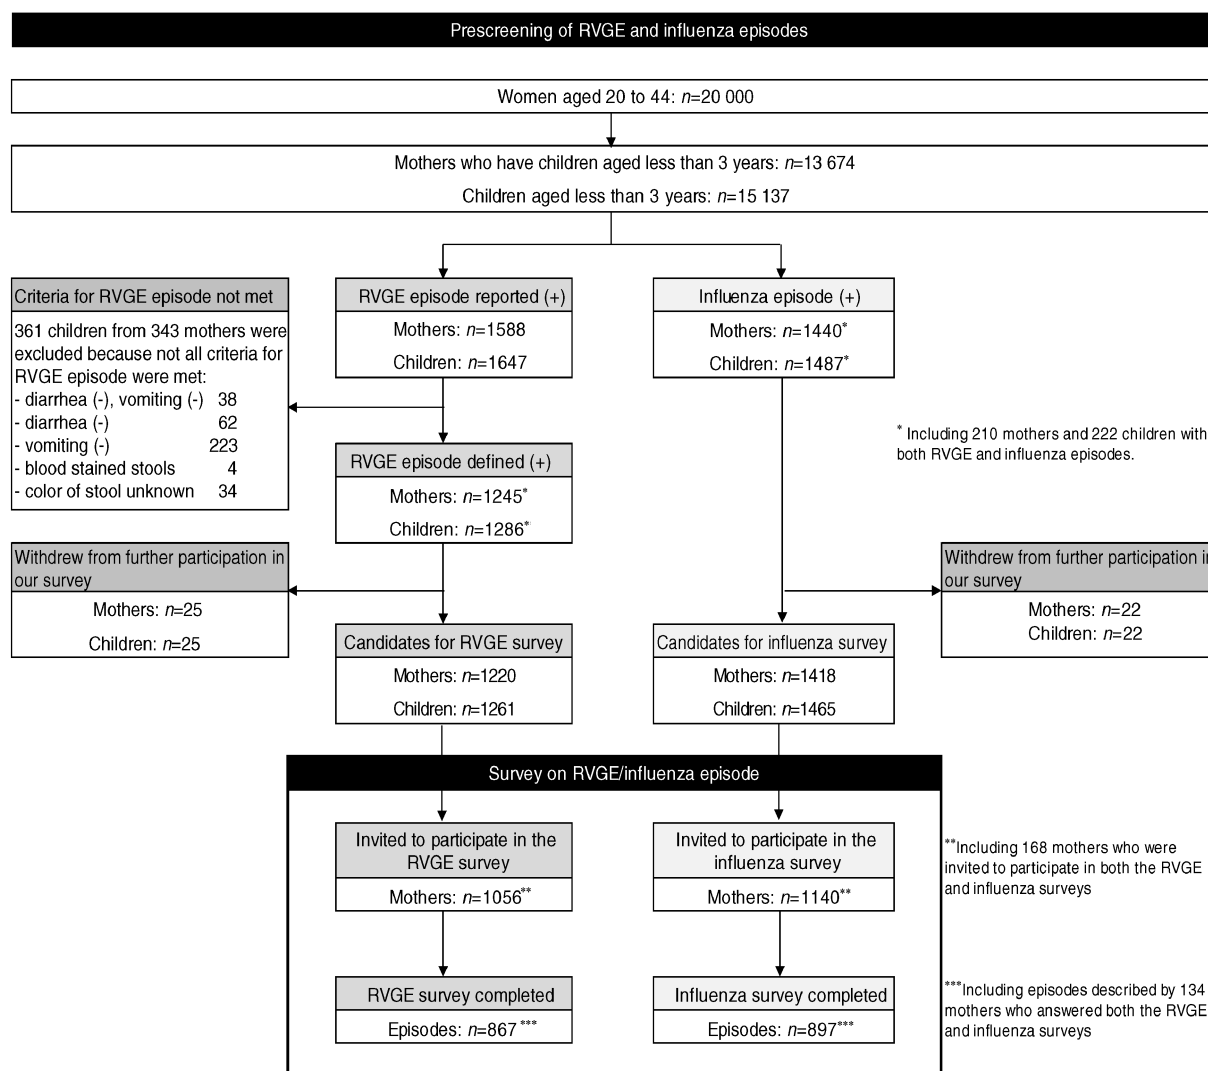 Prescreening of RVGE and influenza episodes
Women aged 20 to 44: n=20 000
Mothers who have children aged less than 3 years: n=13 674
Children aged less than 3 years: n=15 137
Criteria for RVGE episode not met
361 children from 343 mothers were
excluded because not all criteria for
RVGE episode were met:
- diarrhea (-), vomiting (-) 38
- diarrhea (-) 62
- vomiting (-) 223
- blood stained stools 4
- color of stool unknown 34
RVGE episode reported (+)
Mothers: n=1588
Children: n=1647
Influenza episode (+)
Mothers: n=1440*
Children: n=1487*
* Including 210 mothers and 222 children with
both RVGE and influenza episodes.
RVGE episode defined (+)
Mothers: n=1245*
Children: n=1286*
Withdrew from further participation in
our survey
Mothers: n=25
Children: n=25
Withdrew from further participation i
our survey
Mothers: n=22
Children: n=22
Candidates for RVGE survey
Mothers: n=1220
Children: n=1261
Candidates for influenza survey
Mothers: n=1418
Children: n=1465
Survey on RVGE/influenza episode
Invited to participate in the
RVGE survey
Mothers: n=1056**
Invited to participate in the
influenza survey
Mothers: n=1140**
**Including 168 mothers who were
invited to participate in both the RVGE
and influenza surveys
RVGE survey completed
Episodes: n=867 ***
Influenza survey completed
Episodes: n=897***
***Including episodes described by 134
mothers who answered both the RVGE
and influenza surveys